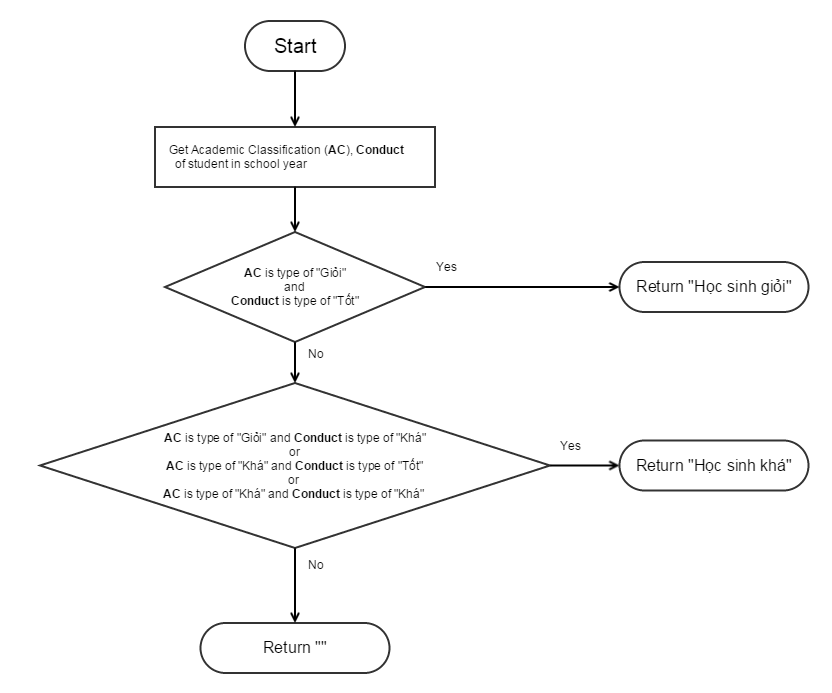 Start
Get Academic Classification (AC), Conduct
of student in school year
AC is type of "Giỏi"
and
Conduct is type of "Tốt"
Yes
Return "Học sinh giỏi"
No
AC is type of "Giỏi" and Conduct is type of "Khá"
or
AC is type of "Khá" and Conduct is type of "Tốt"
or
AC is type of "Khá" and Conduct is type of "Khá"
Yes
Return "Học sinh khá"
No
Return ""